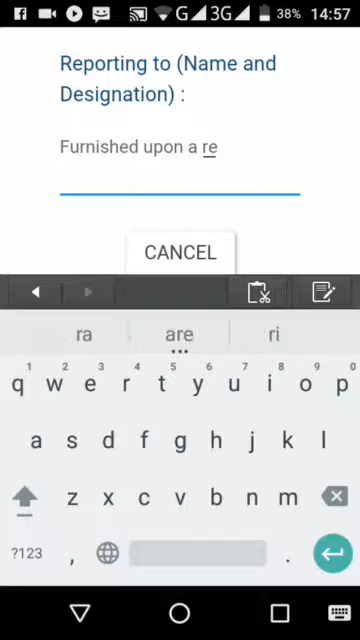 G 3G 38% 14:57
Reporting to (Name and
Designation) :
Furnished upon a re
CANCEL
ra are ri
1 2 3 4 5 6 7 8 9 0
q w e r t y u i o p
a s d f g h j k l
z x c v b n m
?123 , .